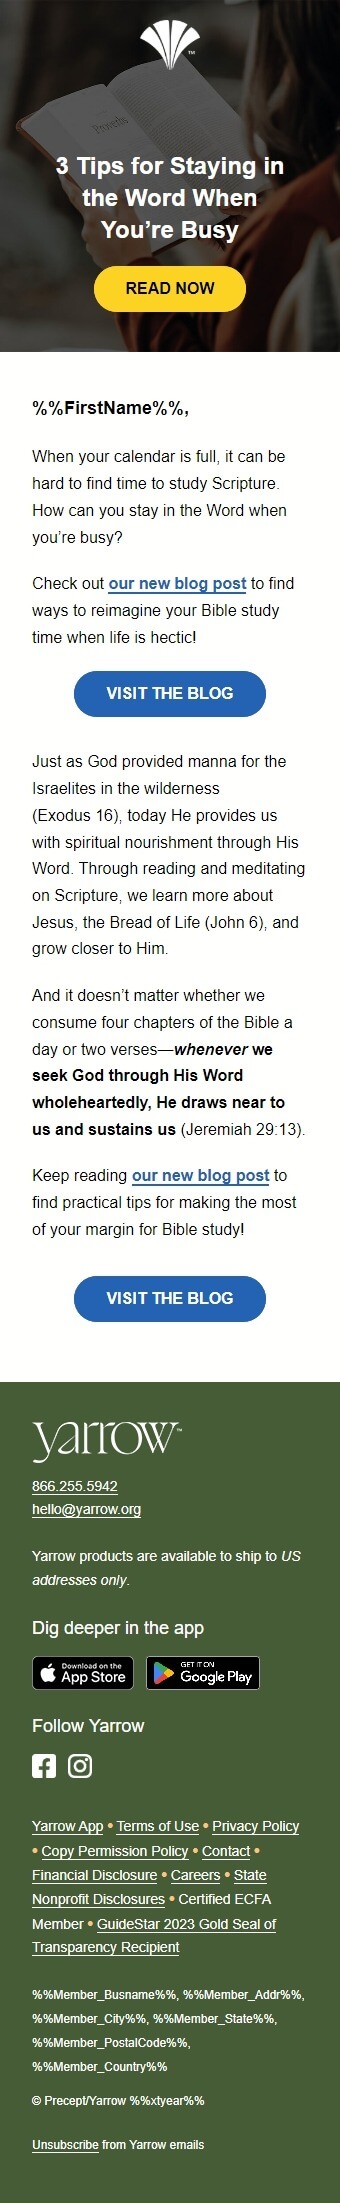 Proverbs
™
3 Tips for Staying in
the Word When
You’re Busy
READ NOW
%%FirstName%%,
When your calendar is full, it can be
hard to find time to study Scripture.
How can you stay in the Word when
you’re busy?
Check out our new blog post to find
ways to reimagine your Bible study
time when life is hectic!
VISIT THE BLOG
Just as God provided manna for the
Israelites in the wilderness
(Exodus 16), today He provides us
with spiritual nourishment through His
Word. Through reading and meditating
on Scripture, we learn more about
Jesus, the Bread of Life (John 6), and
grow closer to Him.
And it doesn’t matter whether we
consume four chapters of the Bible a
day or two verses—whenever we
seek God through His Word
wholeheartedly, He draws near to
us and sustains us (Jeremiah 29:13).
Keep reading our new blog post to
find practical tips for making the most
of your margin for Bible study!
VISIT THE BLOG
yarrow™
866.255.5942
hello@yarrow.org
Yarrow products are available to ship to US
addresses only.
Dig deeper in the app
Download on the
App Store
GET IT ON
Google Play
Follow Yarrow
Yarrow App • Terms of Use • Privacy Policy
• Copy Permission Policy • Contact •
Financial Disclosure • Careers • State
Nonprofit Disclosures • Certified ECFA
Member • GuideStar 2023 Gold Seal of
Transparency Recipient
%%Member_Busname%%, %%Member_Addr%%,
%%Member_City%%, %%Member_State%%,
%%Member_PostalCode%%,
%%Member_Country%%
© Precept/Yarrow %%xtyear%%
Unsubscribe from Yarrow emails